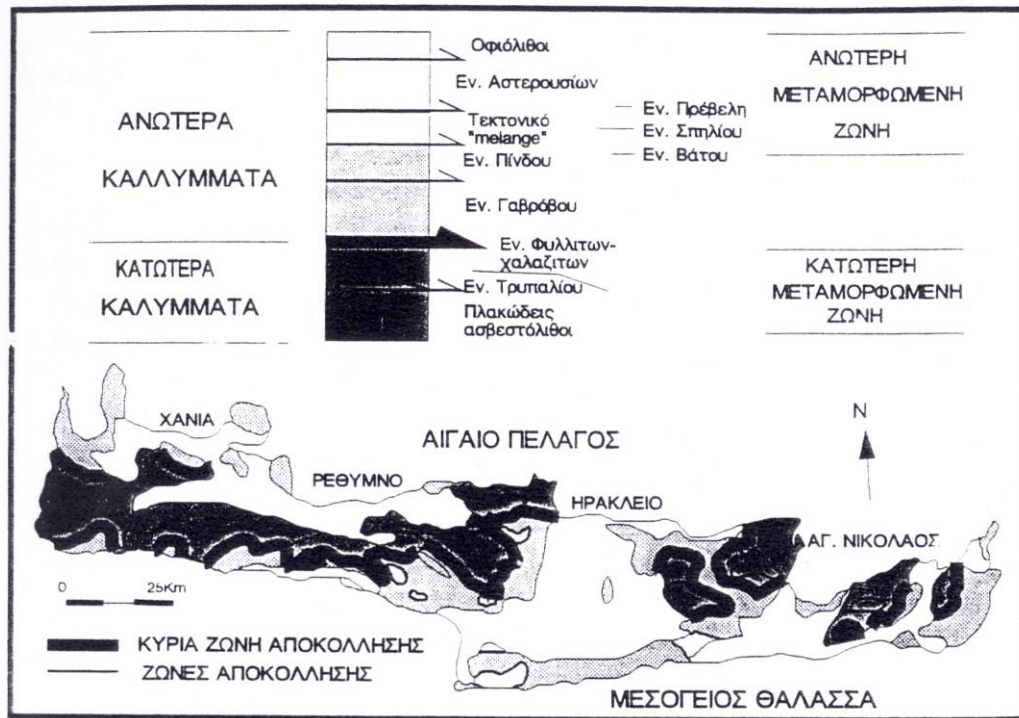 ΑΝΩΤΕΡΑ
ΚΑΛΛΥΜΜΑΤΑ
ΚΑΤΩΤΕΡΑ
ΚΑΛΥΜΜΑΤΑ
Οφιόλιθοι
Εν. Αστερουσίων
Τεκτονικό
"melange"
Εν. Πίνδου
Εν. Γαβρόβου
Εν. Φυλλιτων-
χαλαζιτων
Εν. Τρυπαλίου
Πλακώδεις
ασβεστόλιθοι
Εν. Πρέβελη
Εν. Σπηλίου
Εν. Βάτου
ΑΝΩΤΕΡΗ
ΜΕΤΑΜΟΡΦΩΜΕΝΗ
ΖΩΝΗ
ΚΑΤΩΤΕΡΗ
ΜΕΤΑΜΟΡΦΩΜΕΝΗ
ΖΩΝΗ
ΧΑΝΙΑ
ΑΙΓΑΙΟ ΠΕΛΑΓΟΣ
N
ΡΕΘΥΜΝΟ
ΗΡΑΚΛΕΙΟ
ΑΓ. ΝΙΚΟΛΑΟΣ
0 25Km
ΚΥΡΙΑ ΖΩΝΗ ΑΠΟΚΟΛΛΗΣΗΣ
ΖΩΝΕΣ ΑΠΟΚΟΛΛΗΣΗΣ
ΜΕΣΟΓΕΙΟΣ ΘΑΛΑΣΣΑ